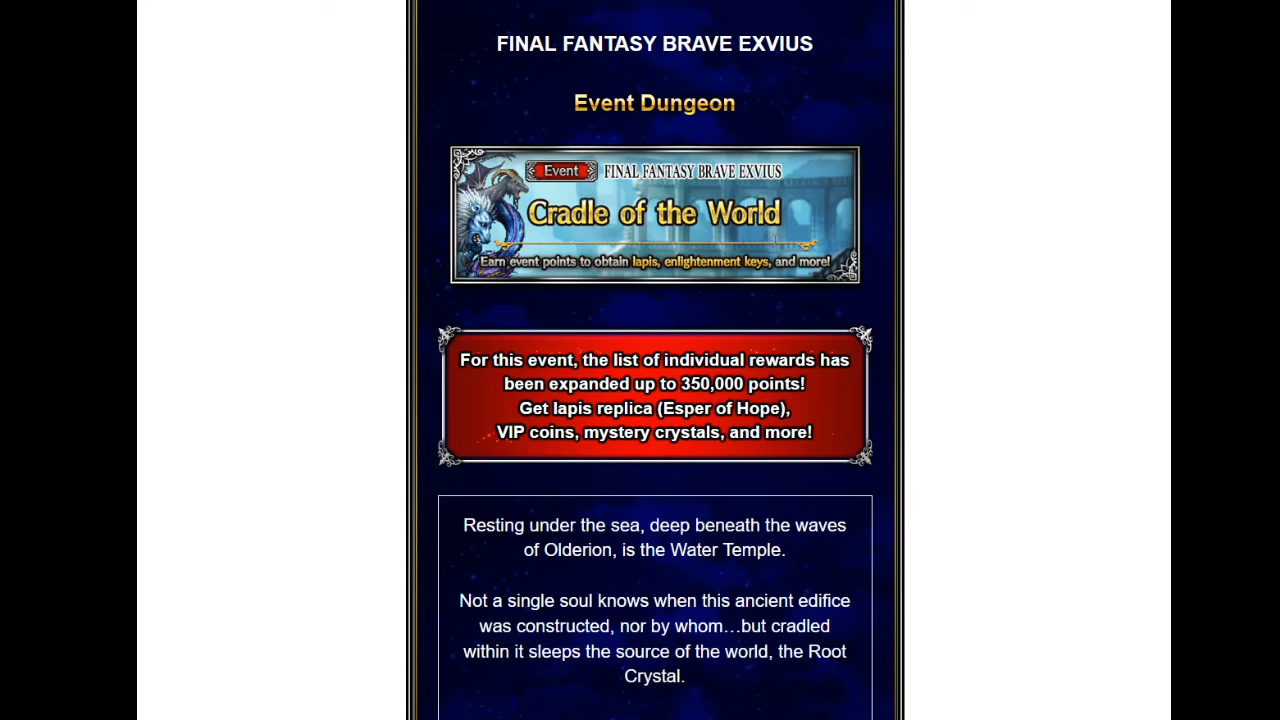 FINAL FANTASY BRAVE EXVIUS
Event Dungeon
Event FINAL FANTASY BRAVE EXVIUS
Cradle of the World
Earn event points to obtain lapis, enlightenment keys, and more!
For this event, the list of individual rewards has
been expanded up to 350,000 points!
Get lapis replica (Esper of Hope),
VIP coins, mystery crystals, and more!
Resting under the sea, deep beneath the waves
of Olderion, is the Water Temple.
Not a single soul knows when this ancient edifice
was constructed, nor by whom…but cradled
within it sleeps the source of the world, the Root
Crystal.